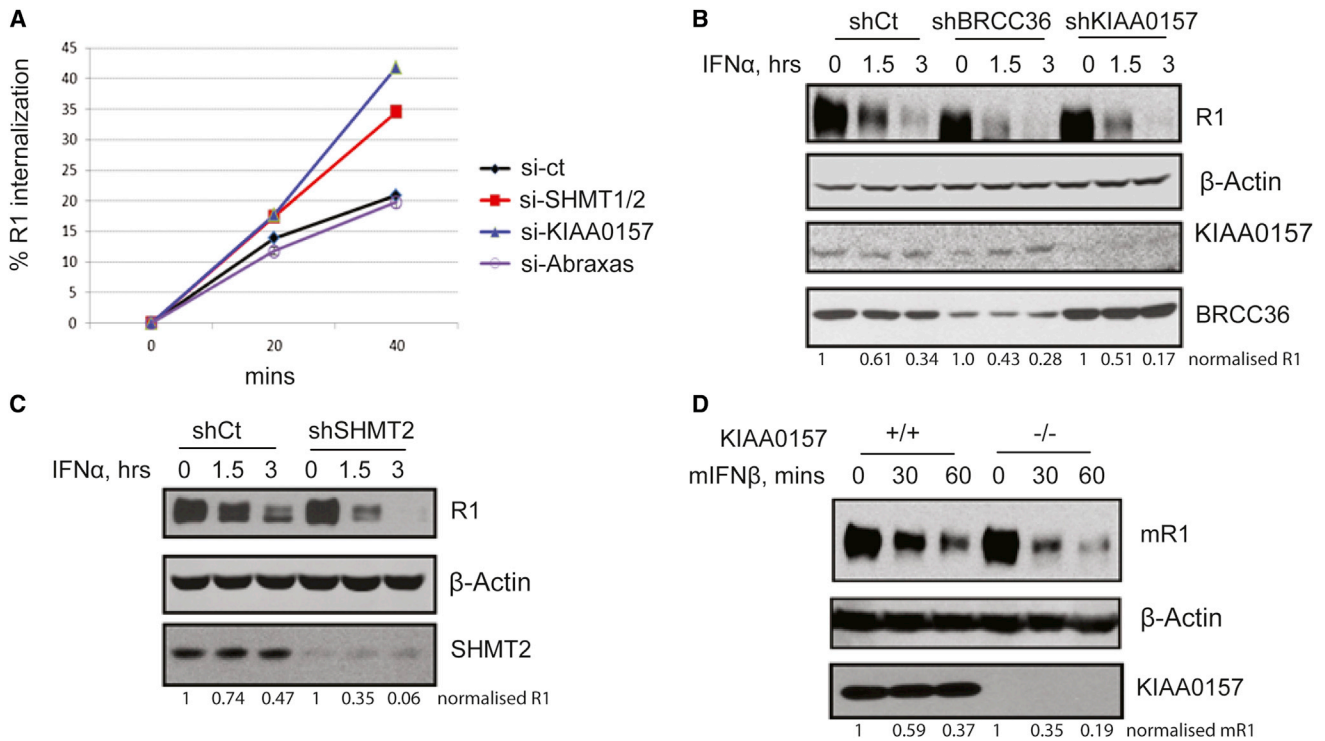 A
45
40
35
30
25
20
15
10
5
0
% R1 internalization
0 20 40
mins
si-ct
si-SHMT1/2
si-KIAA0157
si-Abraxas
B
shCt shBRCC36 shKIAA0157
IFNα, hrs 0 1.5 3 0 1.5 3 0 1.5 3
R1
β-Actin
KIAA0157
BRCC36
1 0.61 0.34 1.0 0.43 0.28 1 0.51 0.17 normalised R1
C
shCt shSHMT2
IFNα, hrs 0 1.5 3 0 1.5 3
R1
β-Actin
SHMT2
1 0.74 0.47 1 0.35 0.06 normalised R1
D
KIAA0157 +/+ -/-
mIFNβ, mins 0 30 60 0 30 60
mR1
β-Actin
KIAA0157
1 0.59 0.37 1 0.35 0.19 normalised mR1